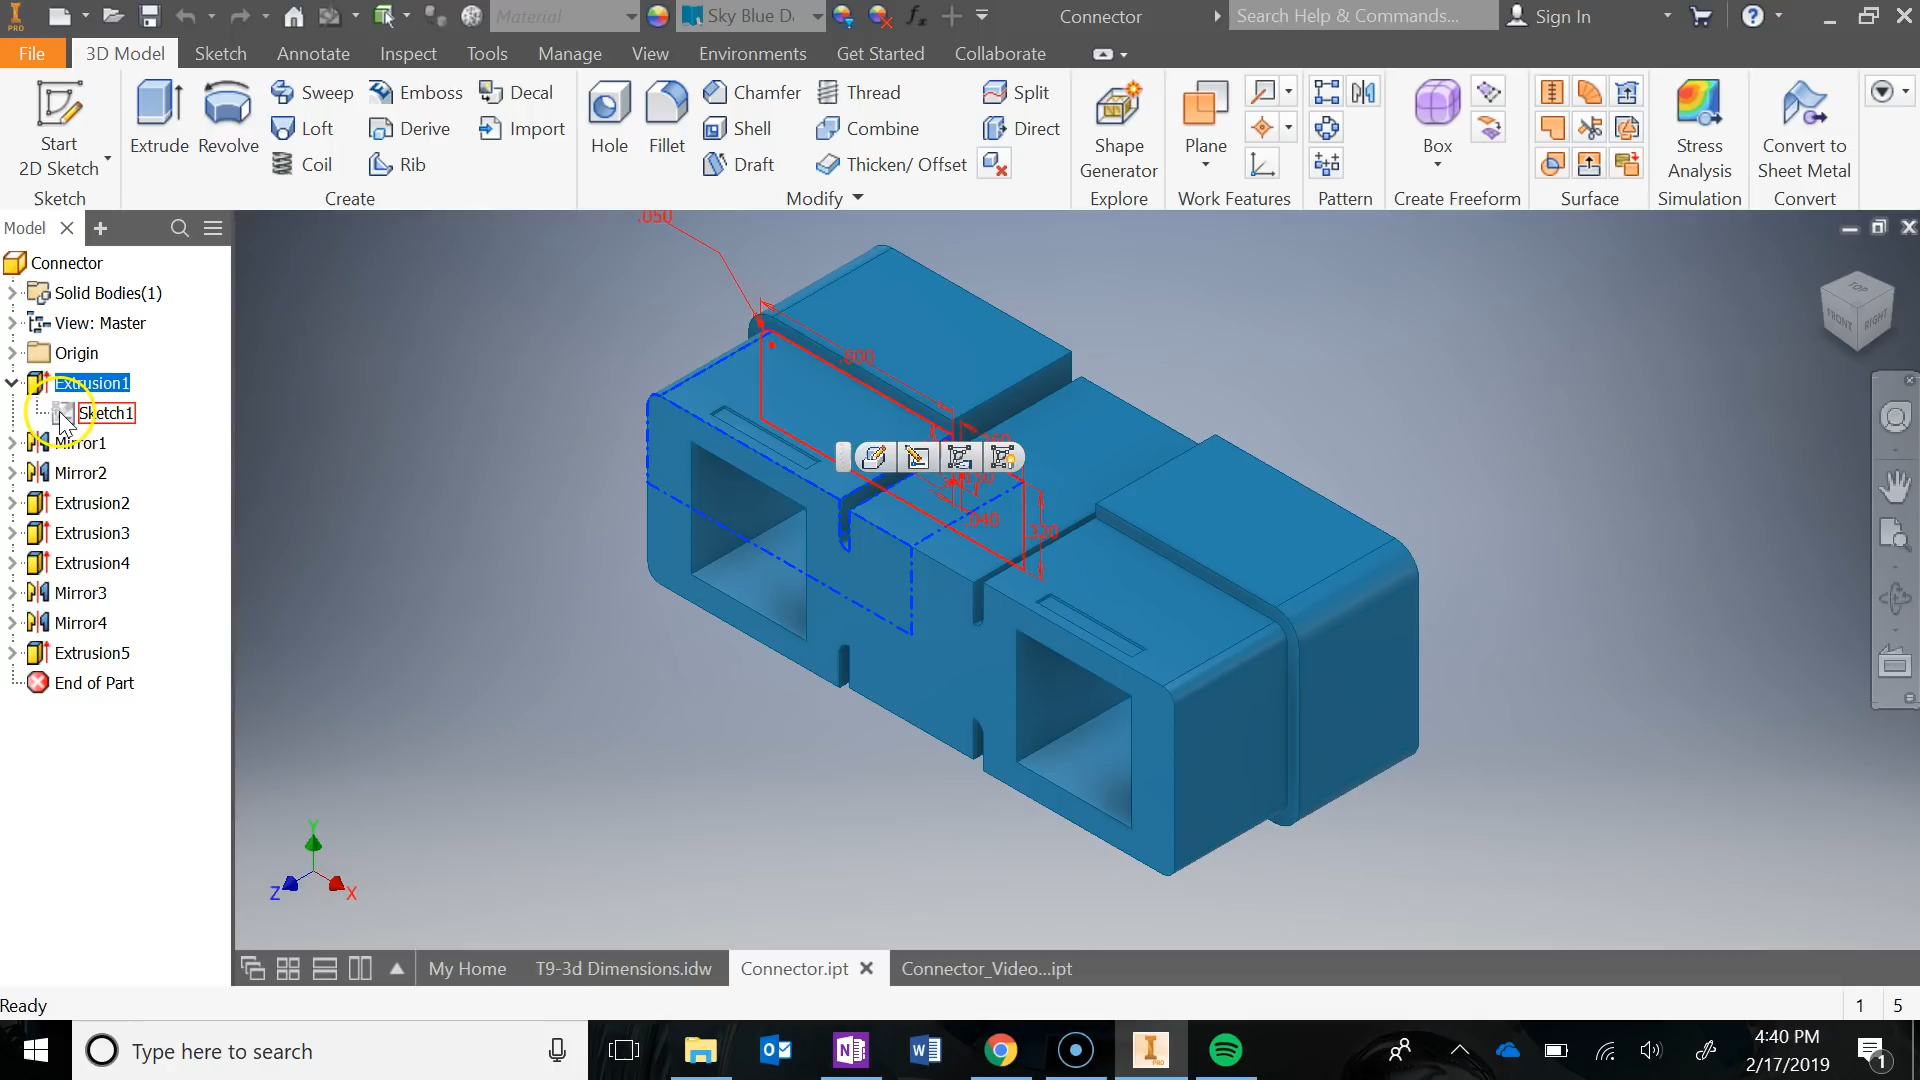 PRO
Material
Sky Blue D
Connector
Search Help & Commands...
Sign In
File
3D Model
Sketch
Annotate
Inspect
Tools
Manage
View
Environments
Get Started
Collaborate
Start
2D Sketch
Extrude
Revolve
Sweep
Loft
Coil
Emboss
Derive
Rib
Decal
Import
Hole
Fillet
Chamfer
Shell
Draft
Thread
Combine
Thicken/ Offset
Split
Direct
Shape
Generator
Plane
Box
Stress
Analysis
Convert to
Sheet Metal
Sketch
Create
Modify
Explore
Work Features
Pattern
Create Freeform
Surface
Simulation
Convert
Model
Connector
Solid Bodies(1)
View: Master
Origin
Extrusion1
Sketch1
Mirror1
Mirror2
Extrusion2
Extrusion3
Extrusion4
Mirror3
Mirror4
Extrusion5
End of Part
.050
.800
.040
.320
TOP
FRONT
RIGHT
Y
Z
X
My Home
T9-3d Dimensions.idw
Connector.ipt
Connector_Video...ipt
Ready
1
5
Type here to search
4:40 PM
2/17/2019
1